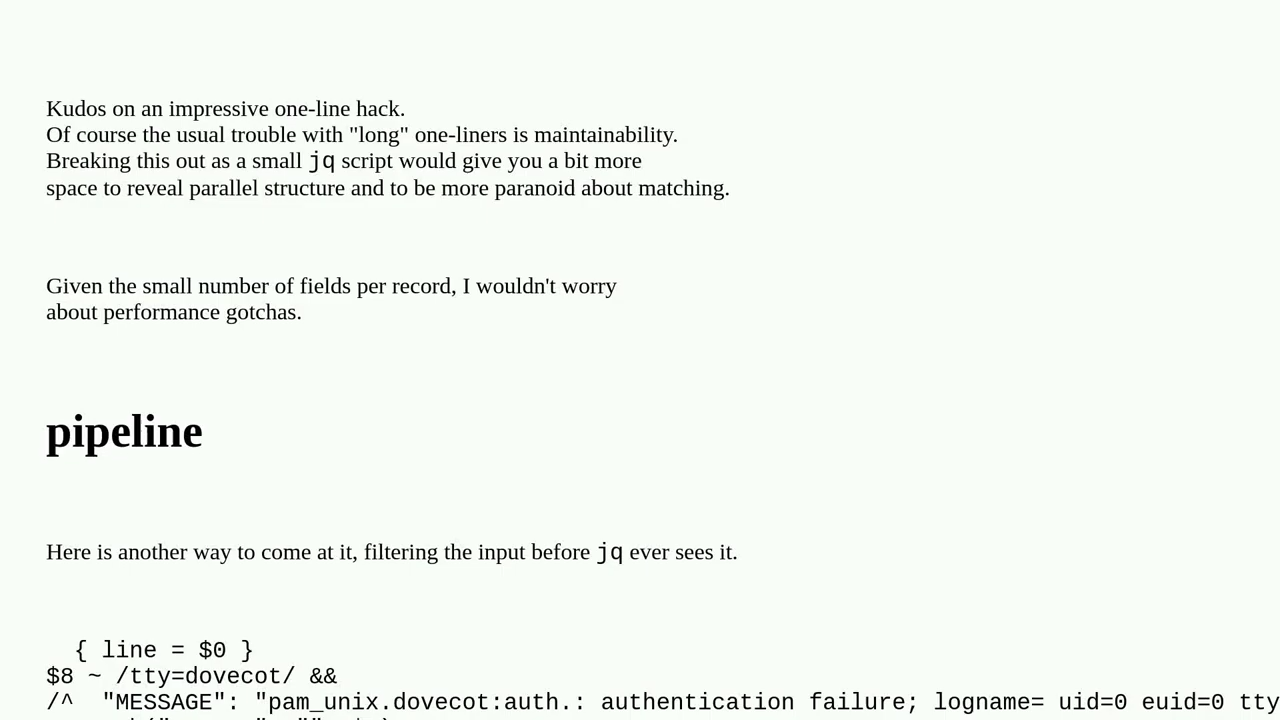 Kudos on an impressive one-line hack.
Of course the usual trouble with "long" one-liners is maintainability.
Breaking this out as a small jq script would give you a bit more
space to reveal parallel structure and to be more paranoid about matching.
Given the small number of fields per record, I wouldn't worry
about performance gotchas.
pipeline
Here is another way to come at it, filtering the input before jq ever sees it.
{ line = $0 }
$8 ~ /tty=dovecot/ &&
/^  "MESSAGE": "pam_unix.dovecot:auth.: authentication failure; logname= uid=0 euid=0 tty